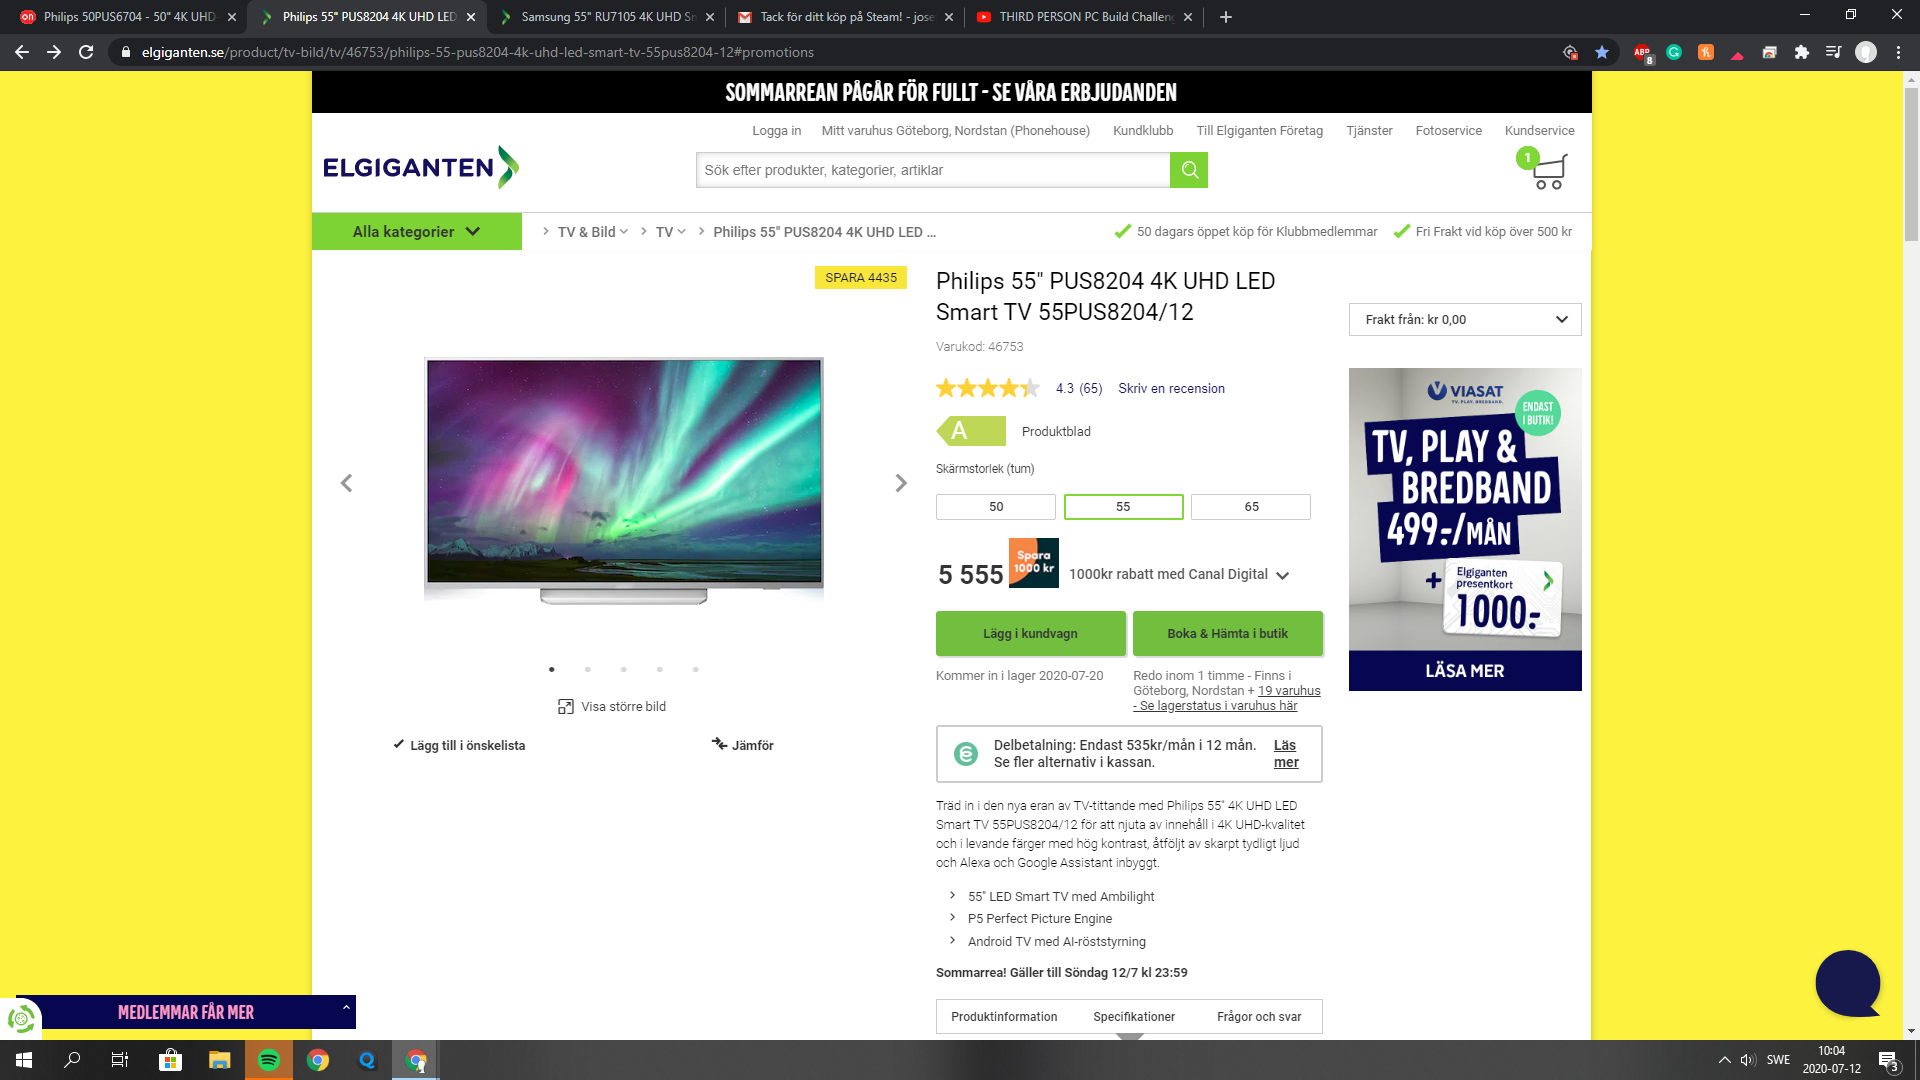 Philips 50PUS6704 - 50" 4K UHD
Philips 55" PUS8204 4K UHD LED
Samsung 55" RU7105 4K UHD Sm
Tack för ditt köp på Steam! - jose
THIRD PERSON PC Build Challeng
elgiganten.se/product/tv-bild/tv/46753/philips-55-pus8204-4k-uhd-led-smart-tv-55pus8204-12#promotions
ABP
8
SOMMARREAN PÅGÅR FÖR FULLT - SE VÅRA ERBJUDANDEN
Logga in Mitt varuhus Göteborg, Nordstan (Phonehouse) Kundklubb Till Elgiganten Företag Tjänster Fotoservice Kundservice
ELGIGANTEN
Sök efter produkter, kategorier, artiklar
1
Alla kategorier
TV & Bild TV Philips 55" PUS8204 4K UHD LED ...
50 dagars öppet köp för Klubbmedlemmar Fri Frakt vid köp över 500 kr
SPARA 4435
Philips 55" PUS8204 4K UHD LED
Smart TV 55PUS8204/12
Varukod: 46753
4.3 (65) Skriv en recension
A Produktblad
Skärmstorlek (tum)
50 55 65
5 555
Spara
1000 kr
1000kr rabatt med Canal Digital
Lägg i kundvagn
Boka & Hämta i butik
Kommer in i lager 2020-07-20
Redo inom 1 timme - Finns i
Göteborg, Nordstan + 19 varuhus
- Se lagerstatus i varuhus här
Delbetalning: Endast 535kr/mån i 12 mån.
Se fler alternativ i kassan.
Läs
mer
Träd in i den nya eran av TV-tittande med Philips 55" 4K UHD LED
Smart TV 55PUS8204/12 för att njuta av innehåll i 4K UHD-kvalitet
och i levande färger med hög kontrast, åtföljt av skarpt tydligt ljud
och Alexa och Google Assistant inbyggt.
55" LED Smart TV med Ambilight
P5 Perfect Picture Engine
Android TV med AI-röststyrning
Sommarrea! Gäller till Söndag 12/7 kl 23:59
Produktinformation Specifikationer Frågor och svar
Visa större bild
Lägg till i önskelista
Jämför
Frakt från: kr 0,00
VIASAT
TV. PLAY. BREDBAND.
ENDAST
I BUTIK!
TV, PLAY &
BREDBAND
499:-/MÅN
+
Elgiganten
presentkort
1000:-
LÄSA MER
MEDLEMMAR FÅR MER
SWE
10:04
2020-07-12
3